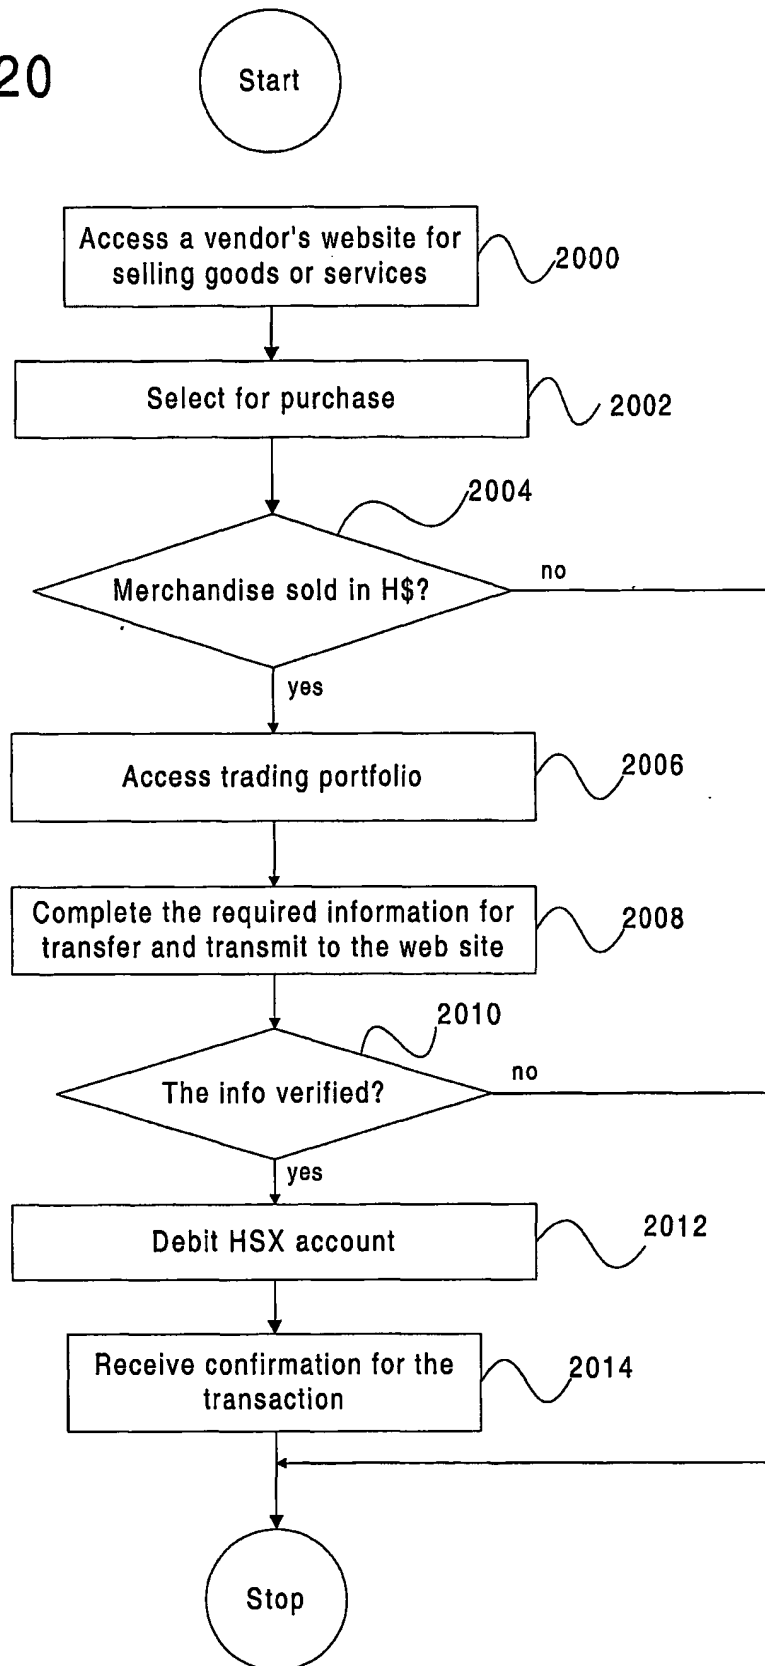 20
Start
Access a vendor's website for
selling goods or services
2000
Select for purchase
2002
2004
Merchandise sold in H$?
no
yes
Access trading portfolio
2006
Complete the required information for
transfer and transmit to the web site
2008
2010
The info verified?
no
yes
Debit HSX account
2012
Receive confirmation for the
transaction
2014
Stop